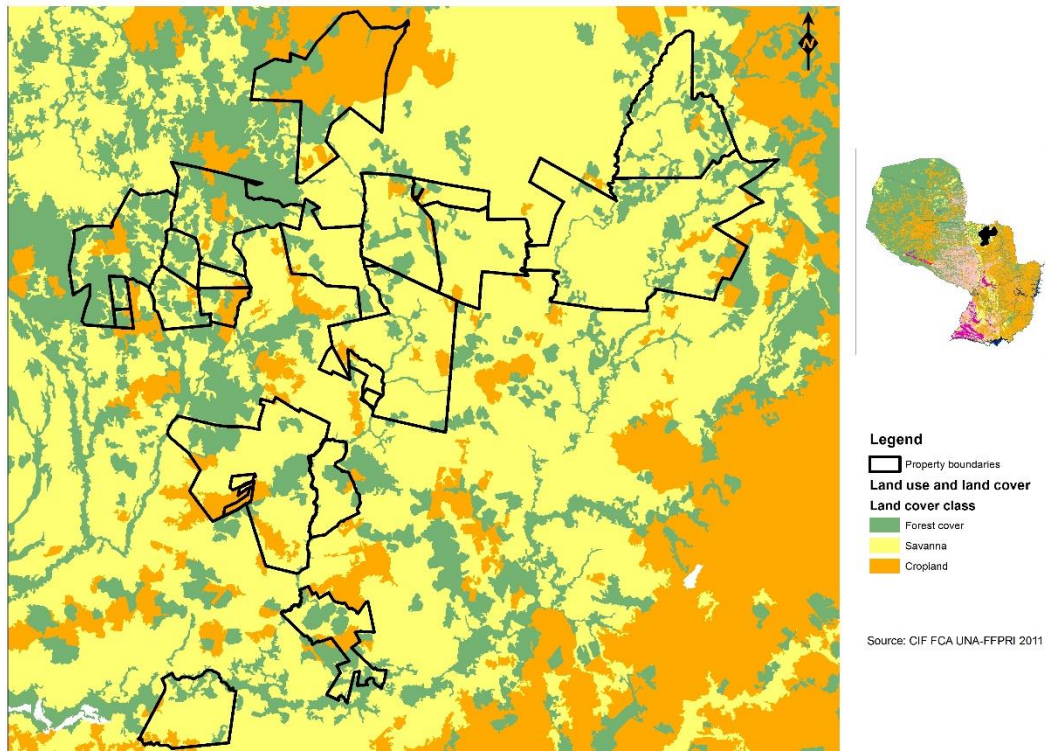 N
Legend
Property boundaries
Land use and land cover
Land cover class
Forest cover
Savanna
Cropland
Source: CIF FCA UNA-FFPRI 2011